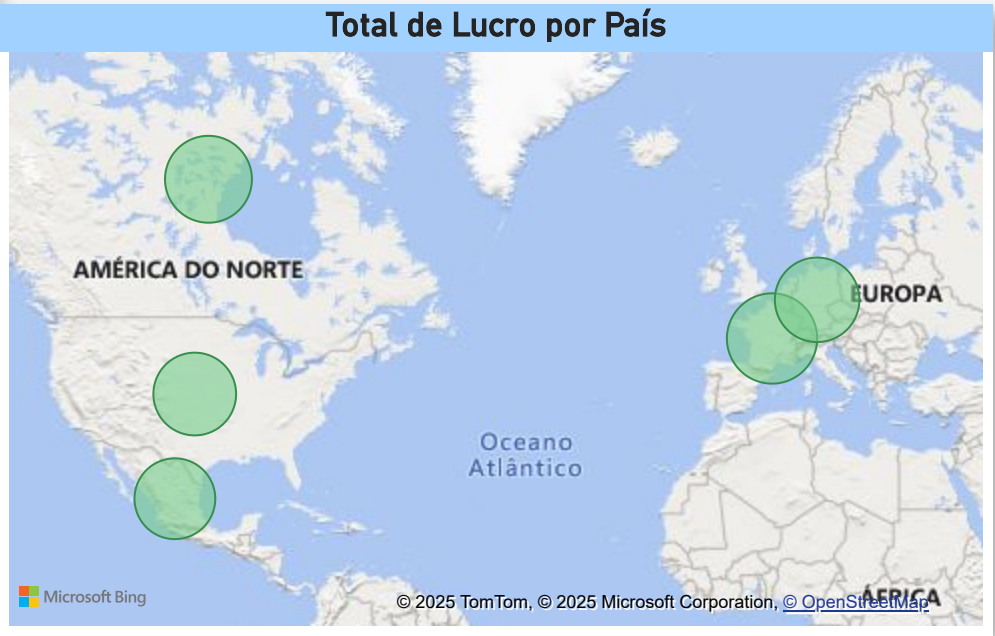 Total de Lucro por País
AMÉRICA DO NORTE
EUROPA
Oceano
Atlântico
ÁFRICA
Microsoft Bing
© 2025 TomTom, © 2025 Microsoft Corporation, © OpenStreetMap